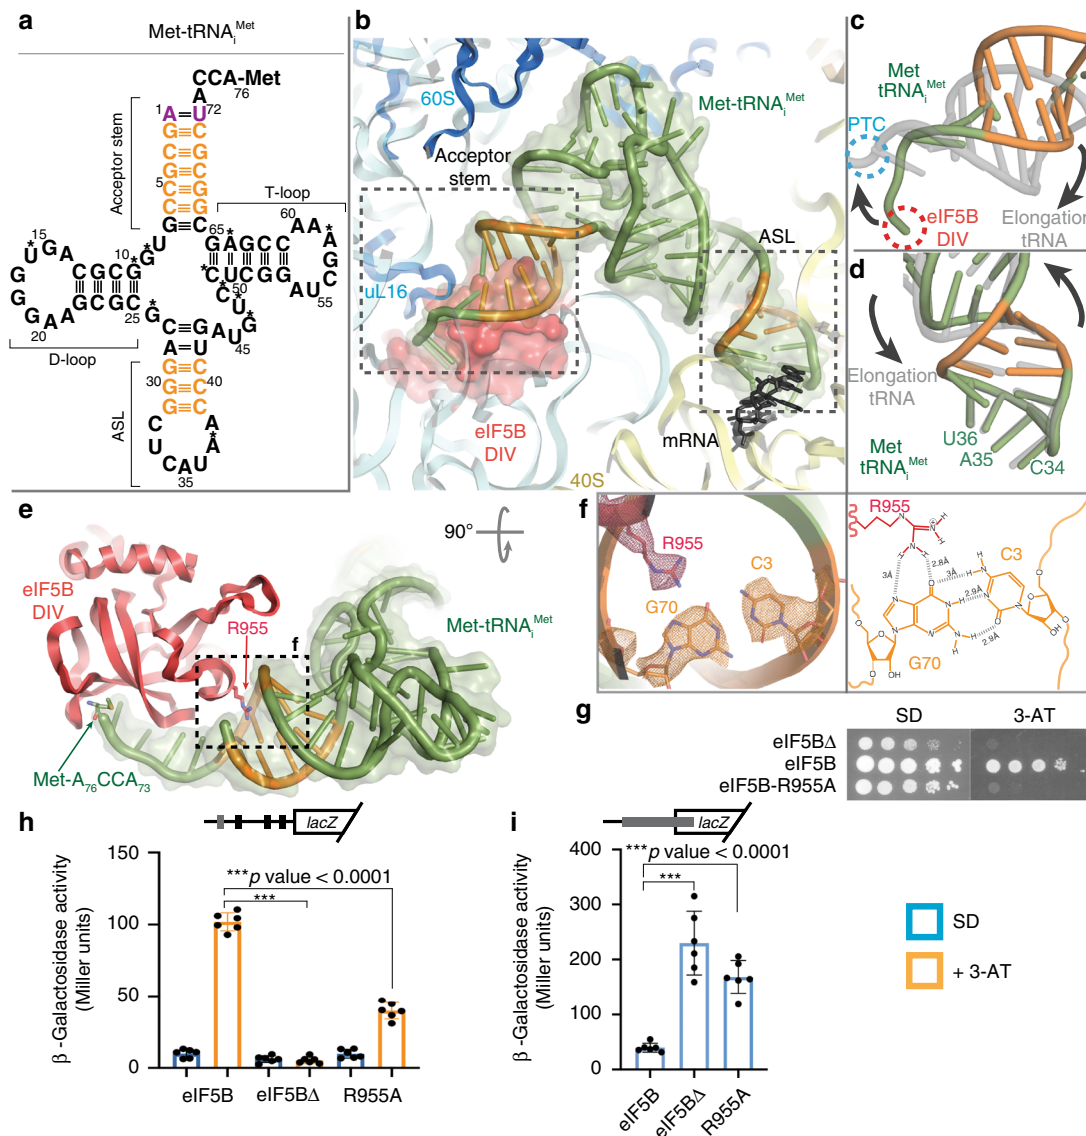 a
Met-tRNAiMet
CCA-Met
76
A
1 A=U 72
G≡C
G≡G
C≡C
5 G≡G
C≡G
C≡C
G≡C
Acceptor stem
T-loop
60
65
G A G C C
C U C G G
A A A G C U
50
55
U
10
15
U G A C G C G G
G G G A A G C G C
20
25
D-loop
G
C U G
45
G A U
C≡G
A=U
30 G≡C 40
G≡C
G≡C
U A
C A U A
35
ASL
b
60S
Met-tRNAiMet
Acceptor stem
ASL
uL16
eIF5B DIV
mRNA
40S
c
Met tRNAiMet
PTC
eIF5B DIV
Elongation tRNA
d
Elongation tRNA
Met tRNAiMet
U36
A35
C34
e
90°
eIF5B DIV
R955
f
Met-tRNAiMet
Met-A76CCA73
f
R955
C3
G70
R955
3Å
2.8Å
3Å
2.9Å
2.9Å
G70
C3
OH
OH
g
SD
3-AT
eIF5BΔ
eIF5B
eIF5B-R955A
h
lacZ
***p value < 0.0001
***
150
100
50
0
β-Galactosidase activity (Miller units)
eIF5B
eIF5BΔ
R955A
i
lacZ
***p value < 0.0001
***
400
300
200
100
0
β-Galactosidase activity (Miller units)
eIF5B
eIF5BΔ
R955A
SD
+ 3-AT